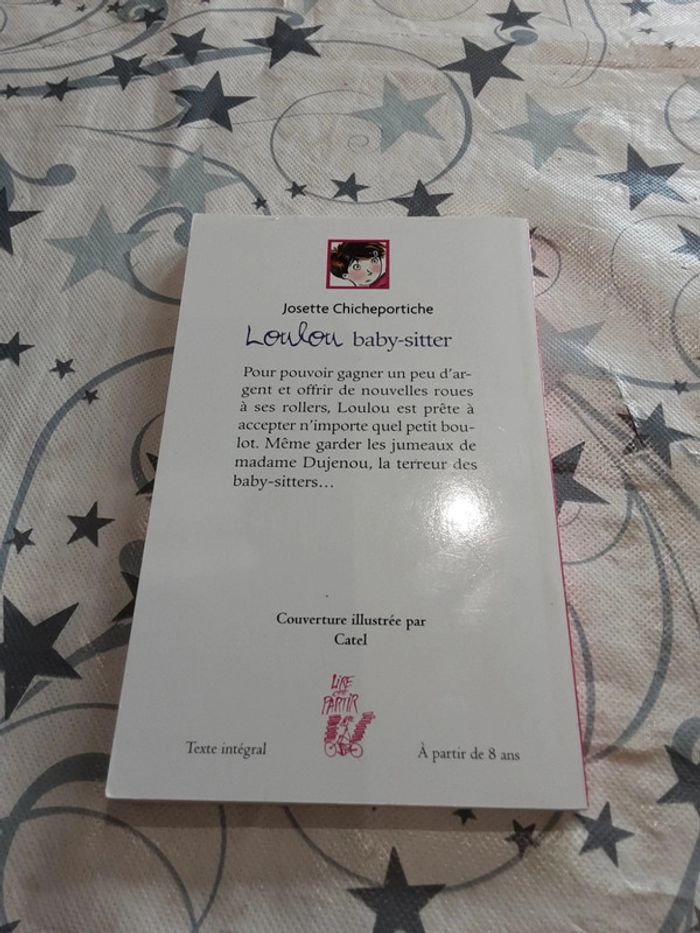 Josette Chicheportiche
Loulou baby-sitter
Pour pouvoir gagner un peu d'ar-
gent et offrir de nouvelles roues
à ses rollers, Loulou est prête à
accepter n'importe quel petit bou-
lot. Même garder les jumeaux de
madame Dujenou, la terreur des
baby-sitters…
Couverture illustrée par
Catel
LIRE
C'EST
PARTIR
Texte intégral
À partir de 8 ans